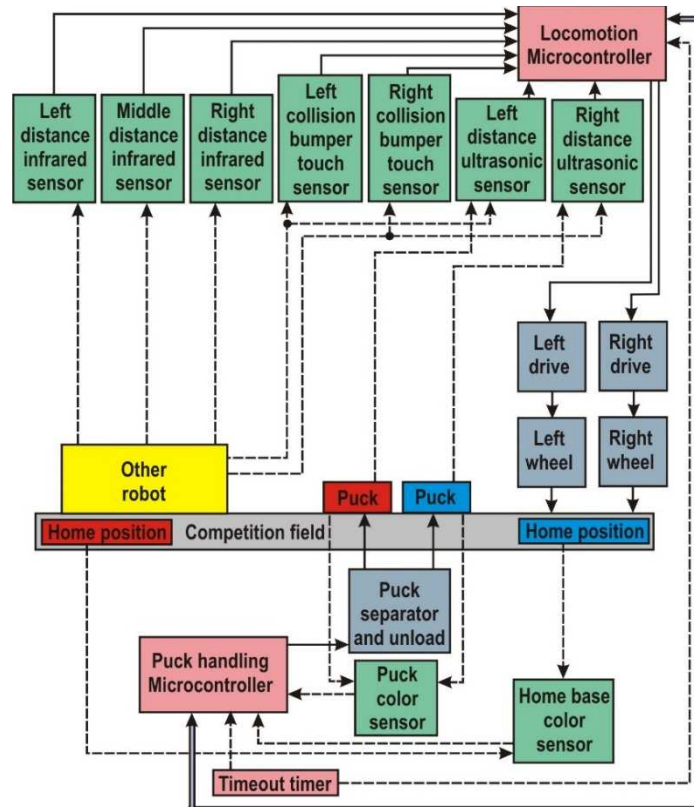 Locomotion
Microcontroller
Left
distance
infrared
sensor
Middle
distance
infrared
sensor
Right
distance
infrared
sensor
Left
collision
bumper
touch
sensor
Right
collision
bumper
touch
sensor
Left
distance
ultrasonic
sensor
Right
distance
ultrasonic
sensor
Left
drive
Right
drive
Left
wheel
Right
wheel
Other
robot
Puck
Puck
Home position
Competition field
Home position
Puck
separator
and unload
Puck handling
Microcontroller
Puck
color
sensor
Home base
color
sensor
Timeout timer